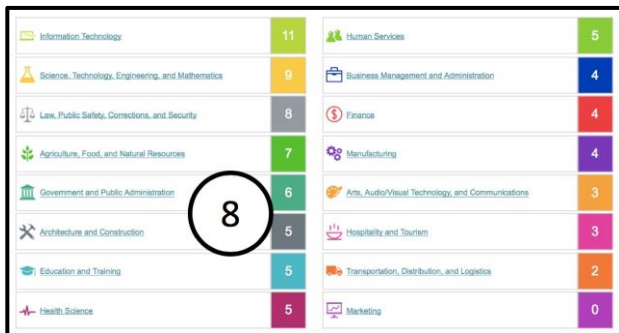 Information Technology 11
Science, Technology, Engineering, and Mathematics 9
Law, Public Safety, Corrections, and Security 8
Agriculture, Food, and Natural Resources 7
Government and Public Administration 6
8
Architecture and Construction 5
Education and Training 5
Health Science 5
Human Services 5
Business Management and Administration 4
Finance 4
Manufacturing 4
Arts, Audio/Visual Technology, and Communications 3
Hospitality and Tourism 3
Transportation, Distribution, and Logistics 2
Marketing 0